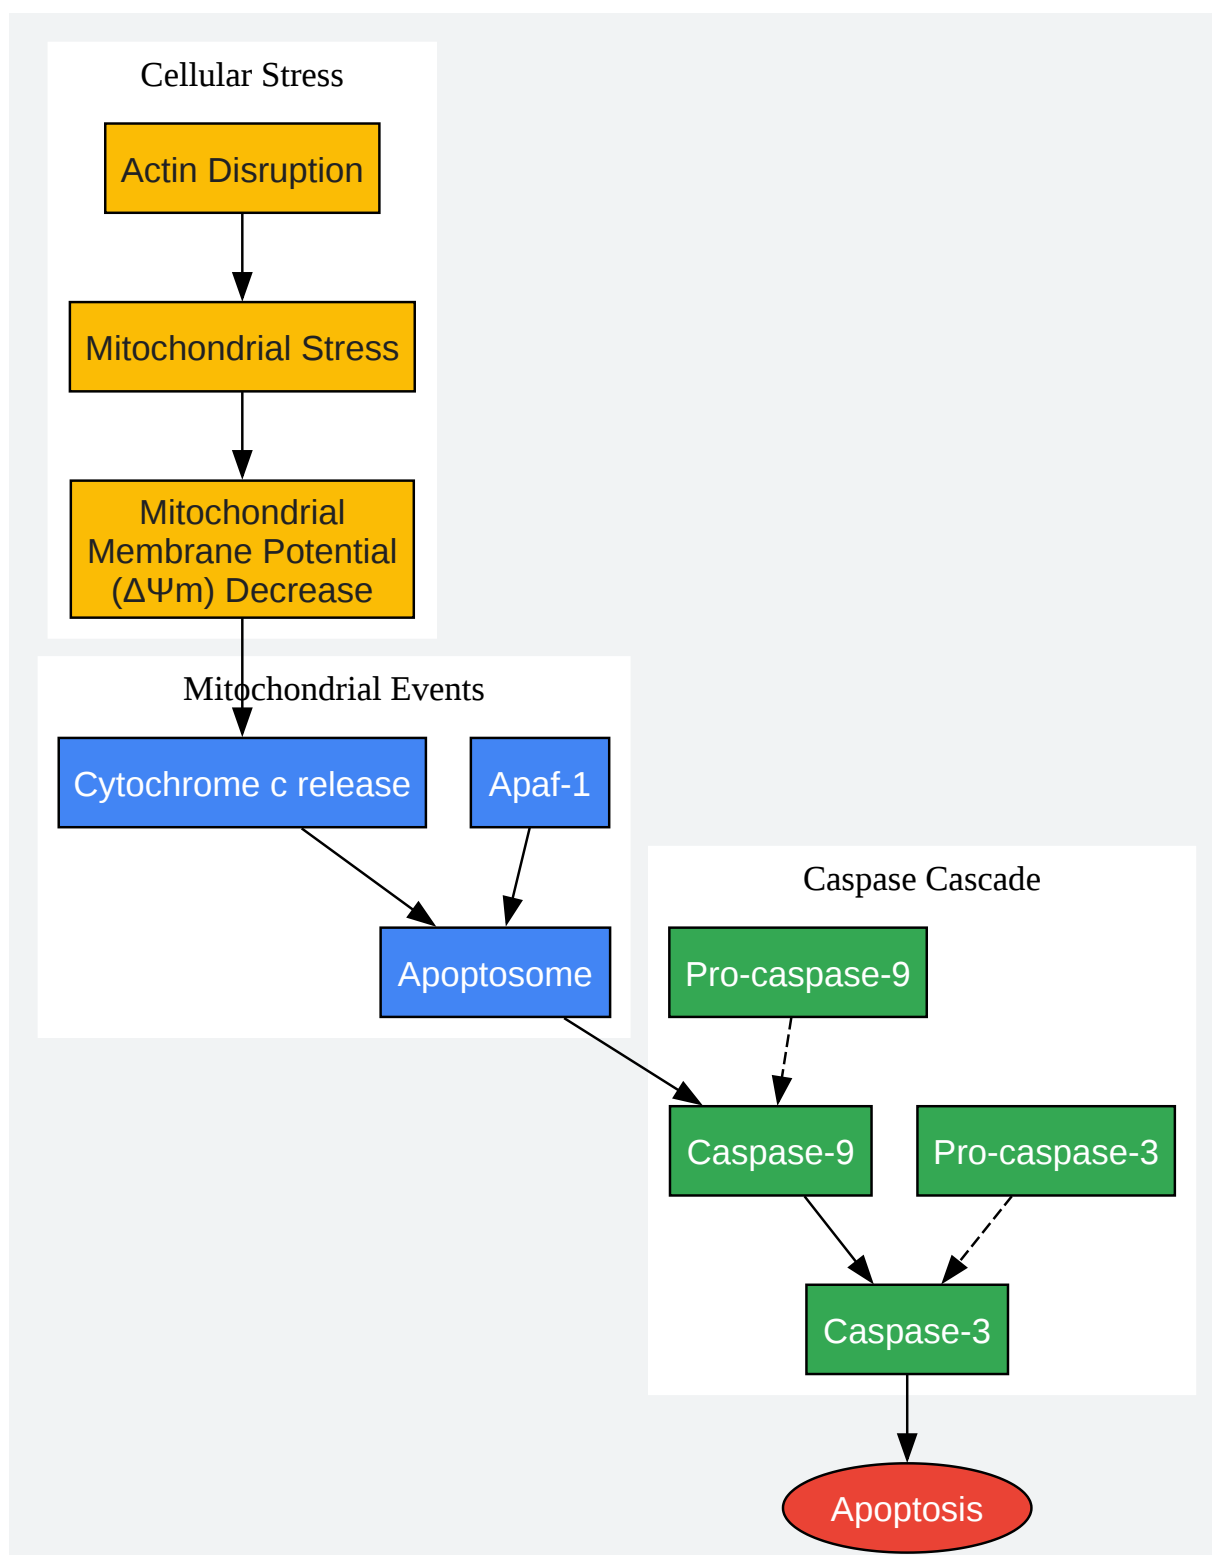 Cellular Stress
Actin Disruption
Mitochondrial Stress
Mitochondrial
Membrane Potential
(ΔΨm) Decrease
Mitochondrial Events
Cytochrome c release
Apaf-1
Apoptosome
Caspase Cascade
Pro-caspase-9
Caspase-9
Pro-caspase-3
Caspase-3
Apoptosis